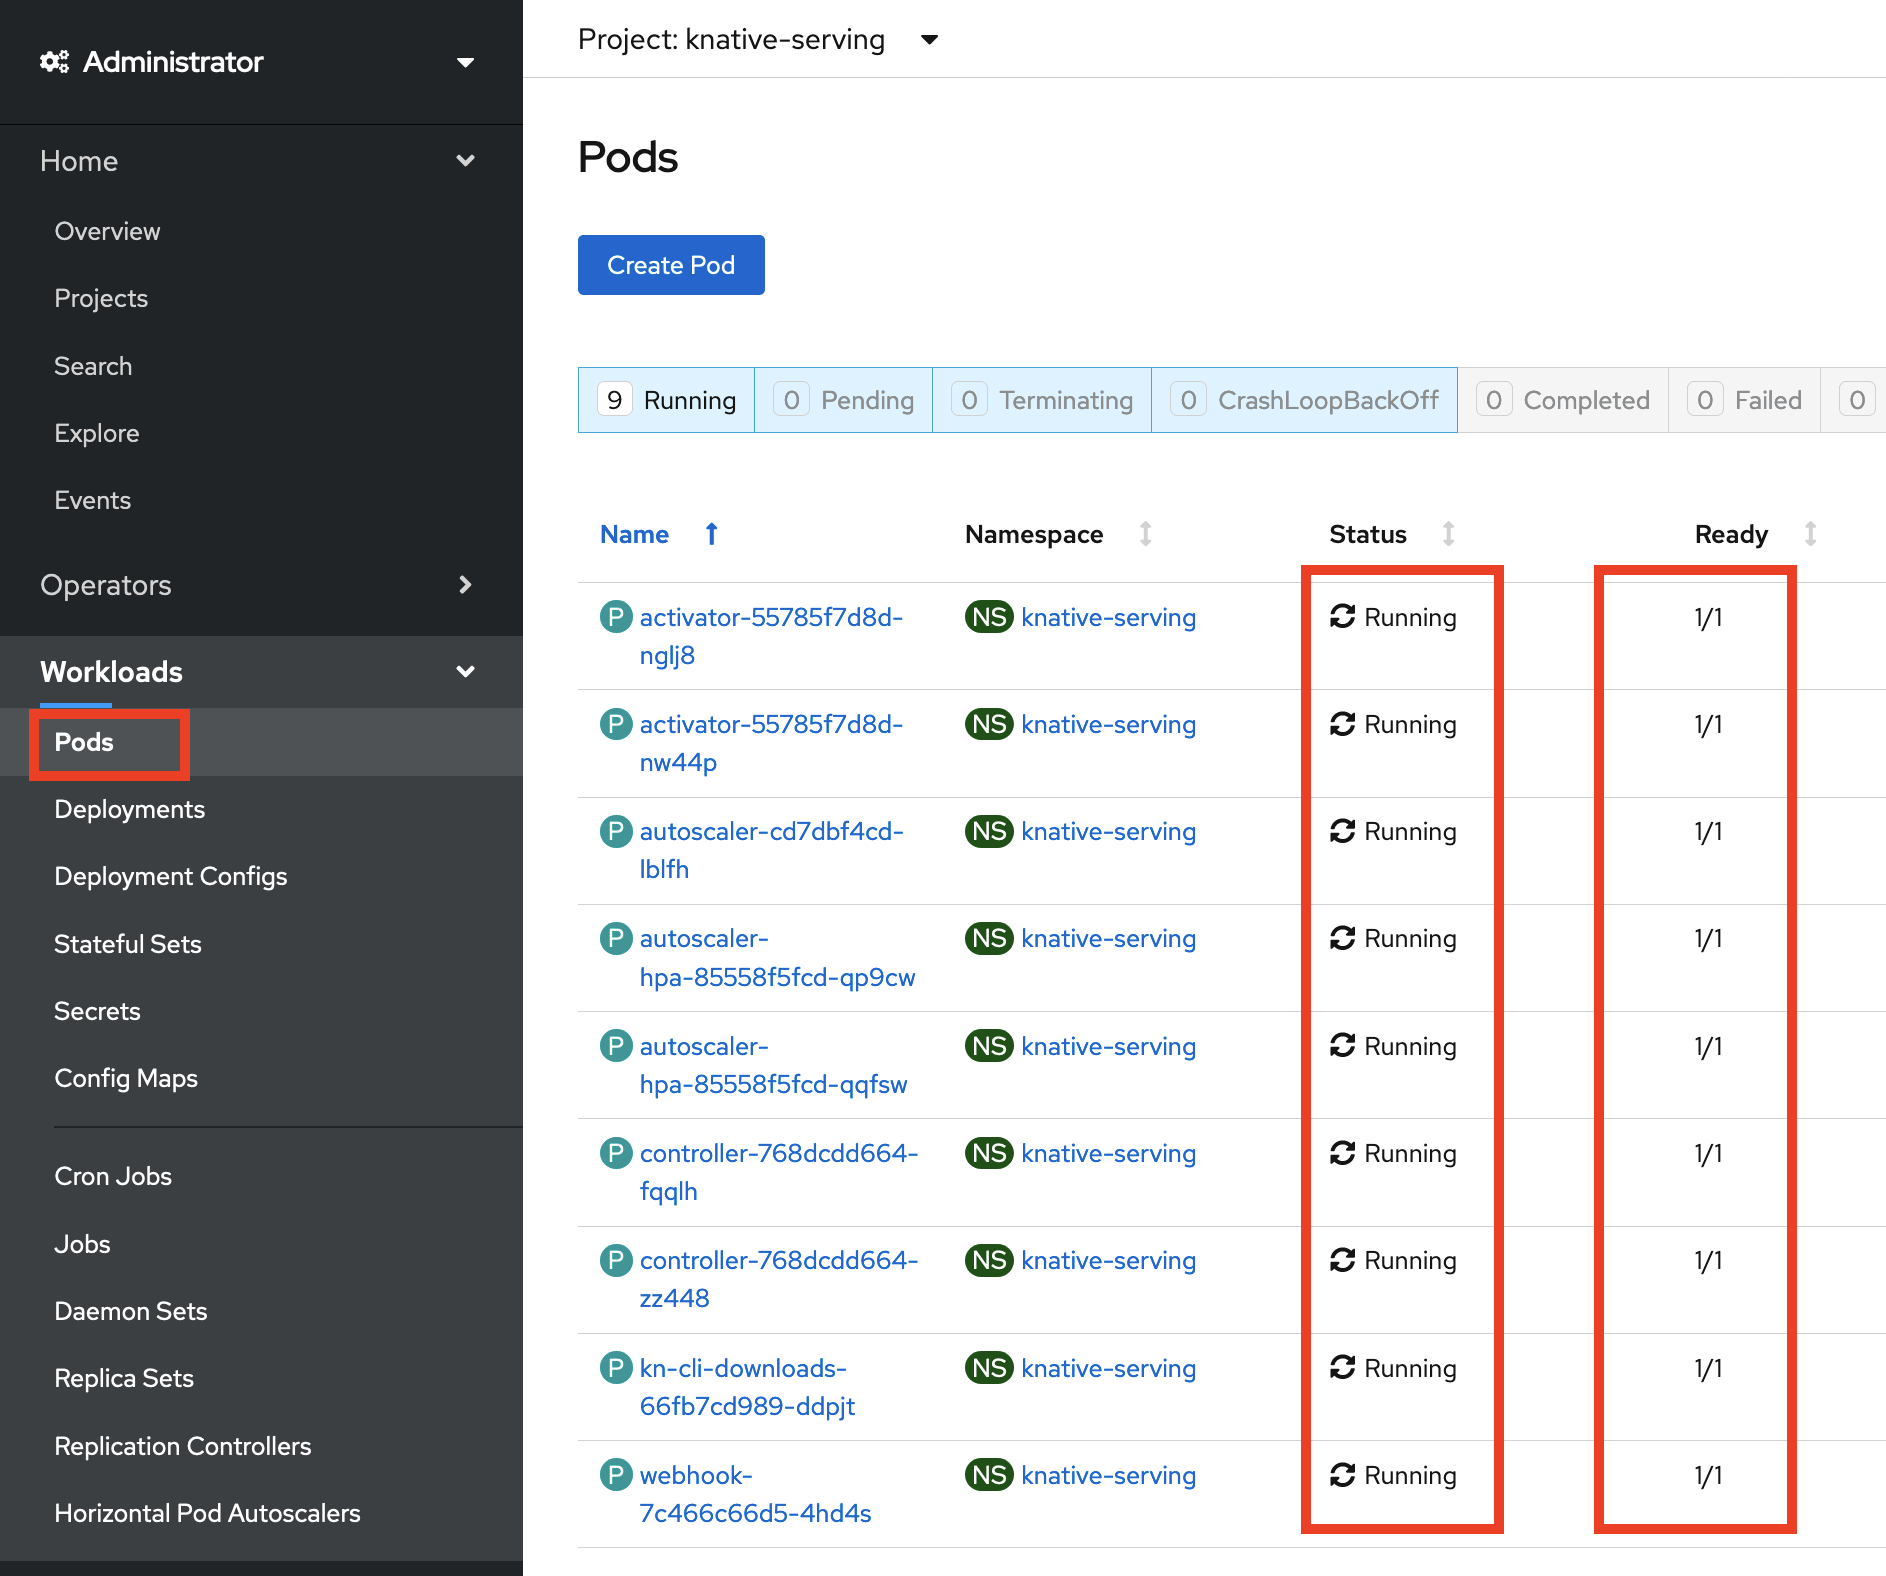 Administrator
Home
Overview
Projects
Search
Explore
Events
Operators
Workloads
Pods
Deployments
Deployment Configs
Stateful Sets
Secrets
Config Maps
Cron Jobs
Jobs
Daemon Sets
Replica Sets
Replication Controllers
Horizontal Pod Autoscalers
Project: knative-serving
Pods
Create Pod
9 Running 0 Pending 0 Terminating 0 CrashLoopBackOff 0 Completed 0 Failed 0
Name Namespace Status Ready
P activator-55785f7d8d- NS knative-serving Running 1/1
nglj8
P activator-55785f7d8d- NS knative-serving Running 1/1
nw44p
P autoscaler-cd7dbf4cd- NS knative-serving Running 1/1
lblfh
P autoscaler- NS knative-serving Running 1/1
hpa-85558f5fcd-qp9cw
P autoscaler- NS knative-serving Running 1/1
hpa-85558f5fcd-qqfsw
P controller-768dcdd664- NS knative-serving Running 1/1
fqqlh
P controller-768dcdd664- NS knative-serving Running 1/1
zz448
P kn-cli-downloads- NS knative-serving Running 1/1
66fb7cd989-ddpjt
P webhook- NS knative-serving Running 1/1
7c466c66d5-4hd4s